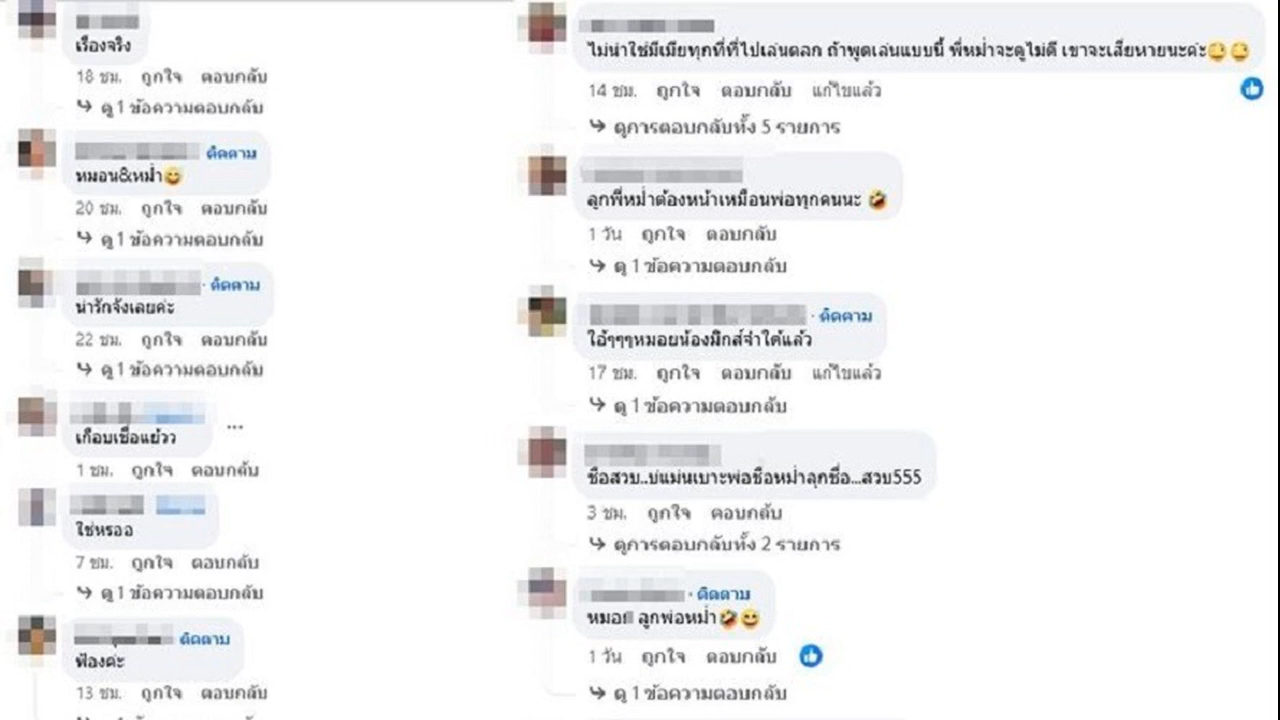 เรื่องจริง
18 ชม. ถูกใจ ตอบกลับ
ดู 1 ข้อความตอบกลับ
ติดตาม
หมอน&หม่ำ
20 ชม. ถูกใจ ตอบกลับ
ดู 1 ข้อความตอบกลับ
ติดตาม
น่ารักจังเลยค่ะ
22 ชม. ถูกใจ ตอบกลับ
ดู 1 ข้อความตอบกลับ
เกือบเชื่อแย้วว
1 ชม. ถูกใจ ตอบกลับ
ใช่หรออ
7 ชม. ถูกใจ ตอบกลับ
ดู 1 ข้อความตอบกลับ
ติดตาม
ฟ้องค่ะ
13 ชม. ถูกใจ ตอบกลับ
ไม่น่าใช่มีเมียทุกที่ที่ไปเล่นตลก ถ้าพูดเล่นแบบนี้ พี่หม่ำจะดูไม่ดี เขาจะเสียหายนะค่ะ
14 ชม. ถูกใจ ตอบกลับ แก้ไขแล้ว
ดูการตอบกลับทั้ง 5 รายการ
ลูกพี่หม่ำต้องหน้าเหมือนพ่อทุกคนนะ
1 วัน ถูกใจ ตอบกลับ
ดู 1 ข้อความตอบกลับ
ติดตาม
17 ชม. ถูกใจ ตอบกลับ แก้ไขแล้ว
ดู 1 ข้อความตอบกลับ
ชื่อสวบ..บ่แม่นเบาะพ่อชื่อหม่ำลูกชื่อ...สวบ555
3 ชม. ถูกใจ ตอบกลับ
ดูการตอบกลับทั้ง 2 รายการ
ติดตาม
ลูกพ่อหม่ำ
1 วัน ถูกใจ ตอบกลับ
ดู 1 ข้อความตอบกลับ